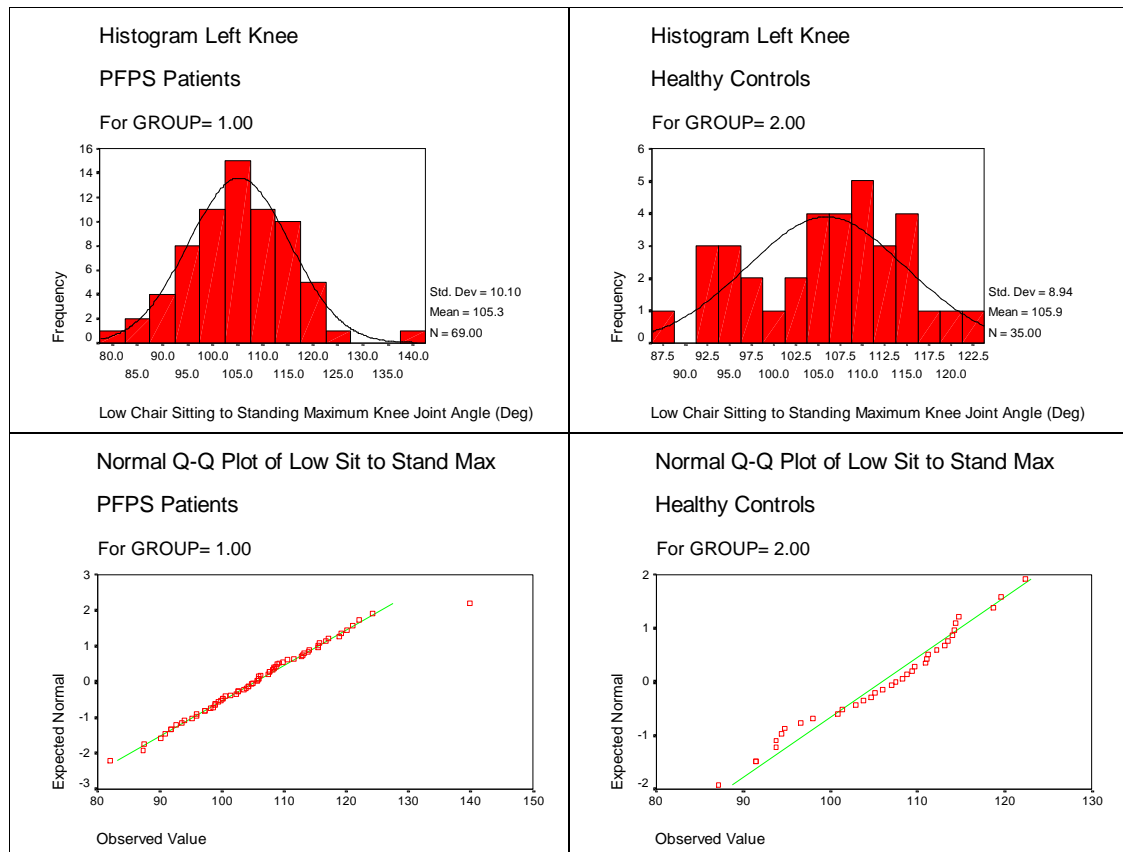 Histogram Left Knee
PFPS Patients
For GROUP= 1.00
16
14
12
10
8
6
4
2
0
Frequency
Std. Dev = 10.10
Mean = 105.3
N = 69.00
80.0 90.0 100.0 110.0 120.0 130.0 140.0
85.0 95.0 105.0 115.0 125.0 135.0
Low Chair Sitting to Standing Maximum Knee Joint Angle (Deg)
Histogram Left Knee
Healthy Controls
For GROUP= 2.00
6
5
4
3
2
1
0
Frequency
Std. Dev = 8.94
Mean = 105.9
N = 35.00
87.5 92.5 97.5 102.5 107.5 112.5 117.5 122.5
90.0 95.0 100.0 105.0 110.0 115.0 120.0
Low Chair Sitting to Standing Maximum Knee Joint Angle (Deg)
Normal Q-Q Plot of Low Sit to Stand Max
PFPS Patients
For GROUP= 1.00
3
2
1
0
-1
-2
-3
Expected Normal
80 90 100 110 120 130 140 150
Observed Value
Normal Q-Q Plot of Low Sit to Stand Max
Healthy Controls
For GROUP= 2.00
2
1
0
-1
-2
Expected Normal
80 90 100 110 120 130
Observed Value